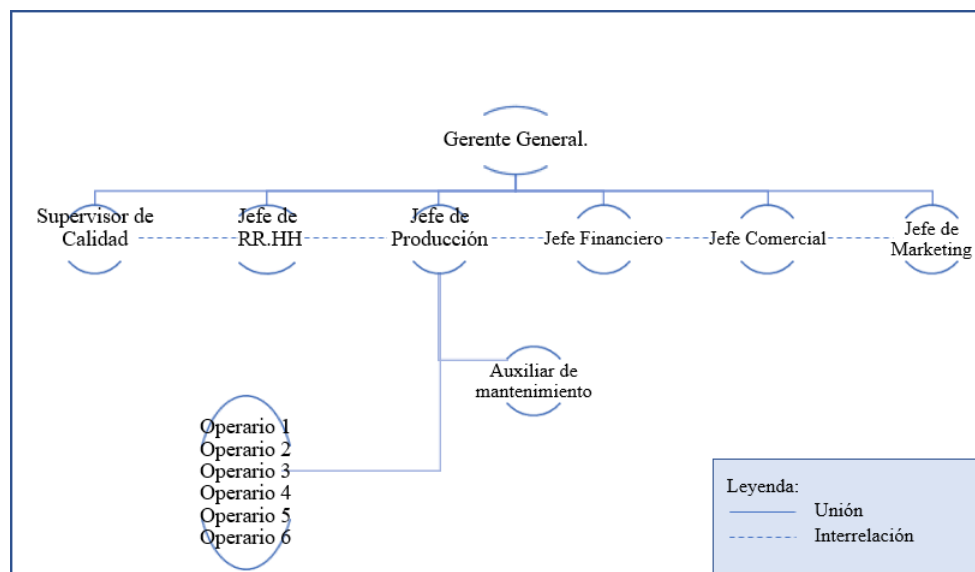 Gerente General.
Supervisor de
Calidad
Jefe de
RR.HH
Jefe de
Producción
Jefe Financiero
Jefe Comercial
Jefe de
Marketing
Auxiliar de
mantenimiento
Operario 1
Operario 2
Operario 3
Operario 4
Operario 5
Operario 6
Leyenda:
Unión
Interrelación